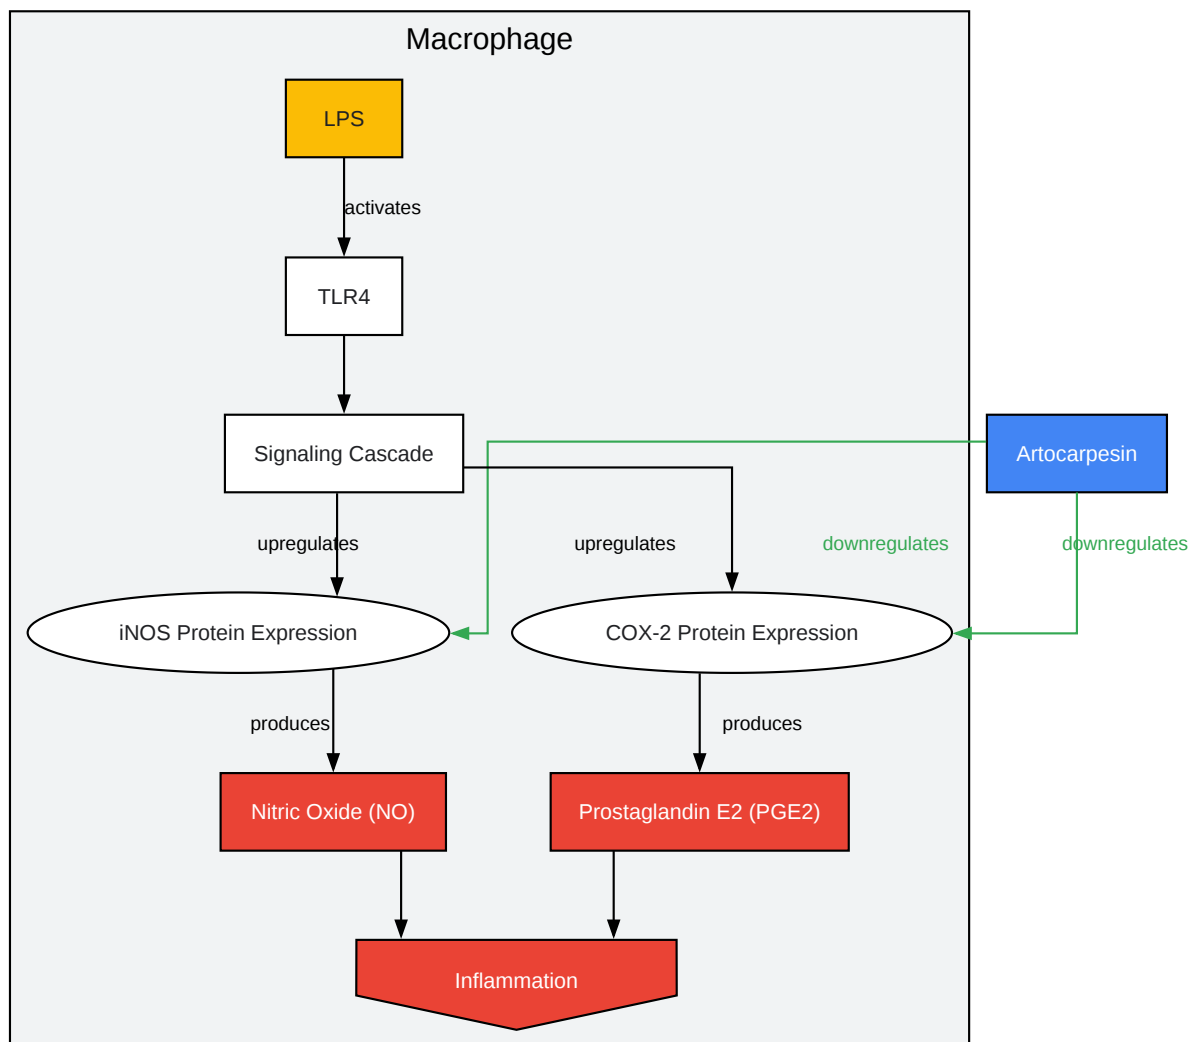 Macrophage
LPS
activates
TLR4
Signaling Cascade
Artocarpesin
upregulates
upregulates
downregulates
downregulates
iNOS Protein Expression
COX-2 Protein Expression
produces
produces
Nitric Oxide (NO)
Prostaglandin E2 (PGE2)
Inflammation